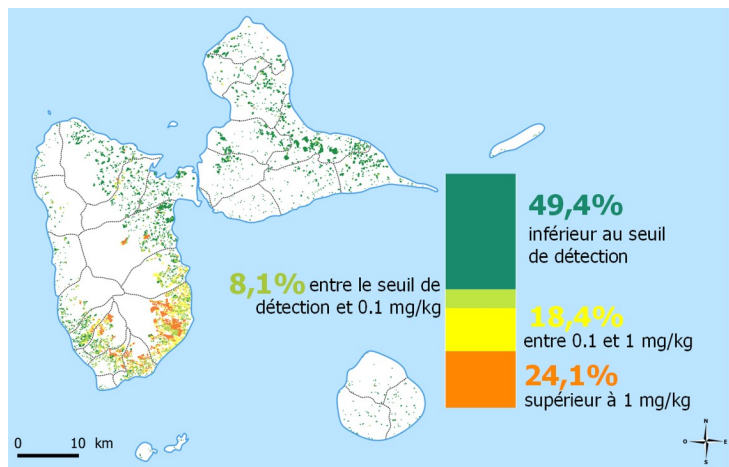 49,4%
inférieur au seuil
de détection
8,1% entre le seuil de
détection et 0.1 mg/kg
18,4%
entre 0.1 et 1 mg/kg
24,1%
supérieur à 1 mg/kg
0 10 km
N
O E
S